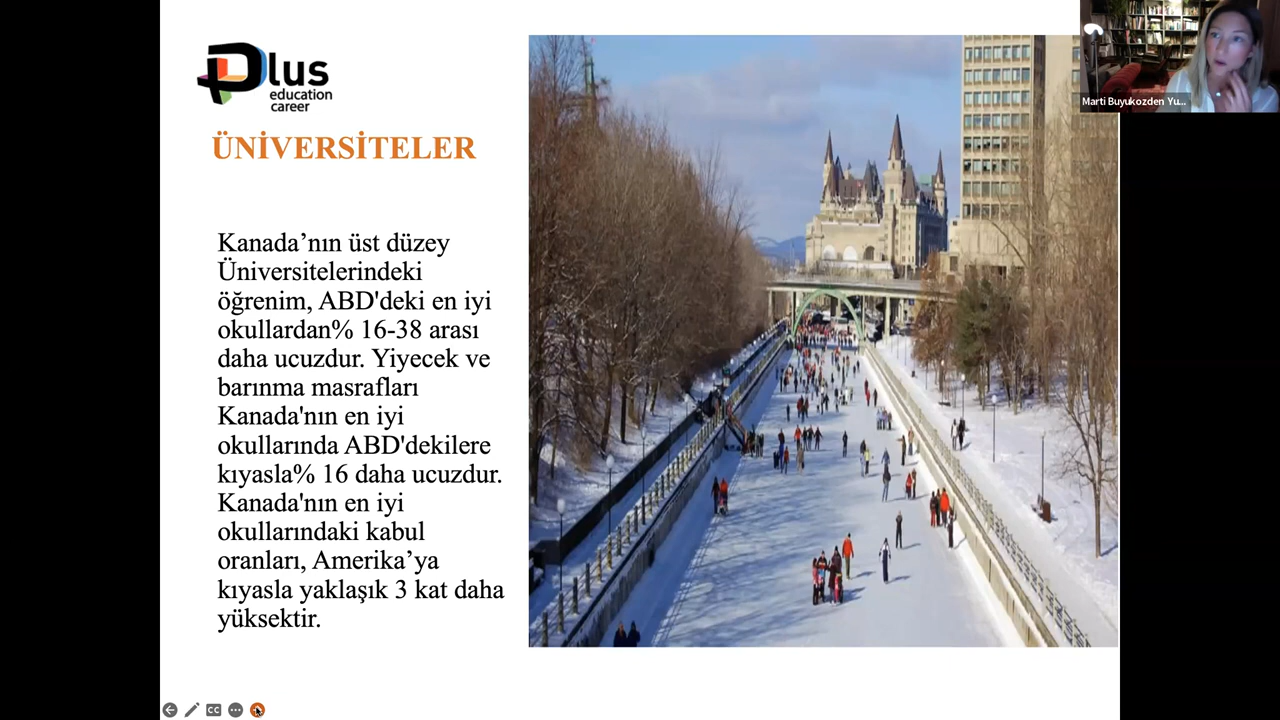 Plus
education
career
ÜNİVERSİTELER
Kanada’nın üst düzey
Üniversitelerindeki
öğrenim, ABD'deki en iyi
okullardan% 16-38 arası
daha ucuzdur. Yiyecek ve
barınma masrafları
Kanada'nın en iyi
okullarında ABD'dekilere
kıyasla% 16 daha ucuzdur.
Kanada'nın en iyi
okullarındaki kabul
oranları, Amerika’ya
kıyasla yaklaşık 3 kat daha
yüksektir.
Marti Buyukozden Yu...
CC